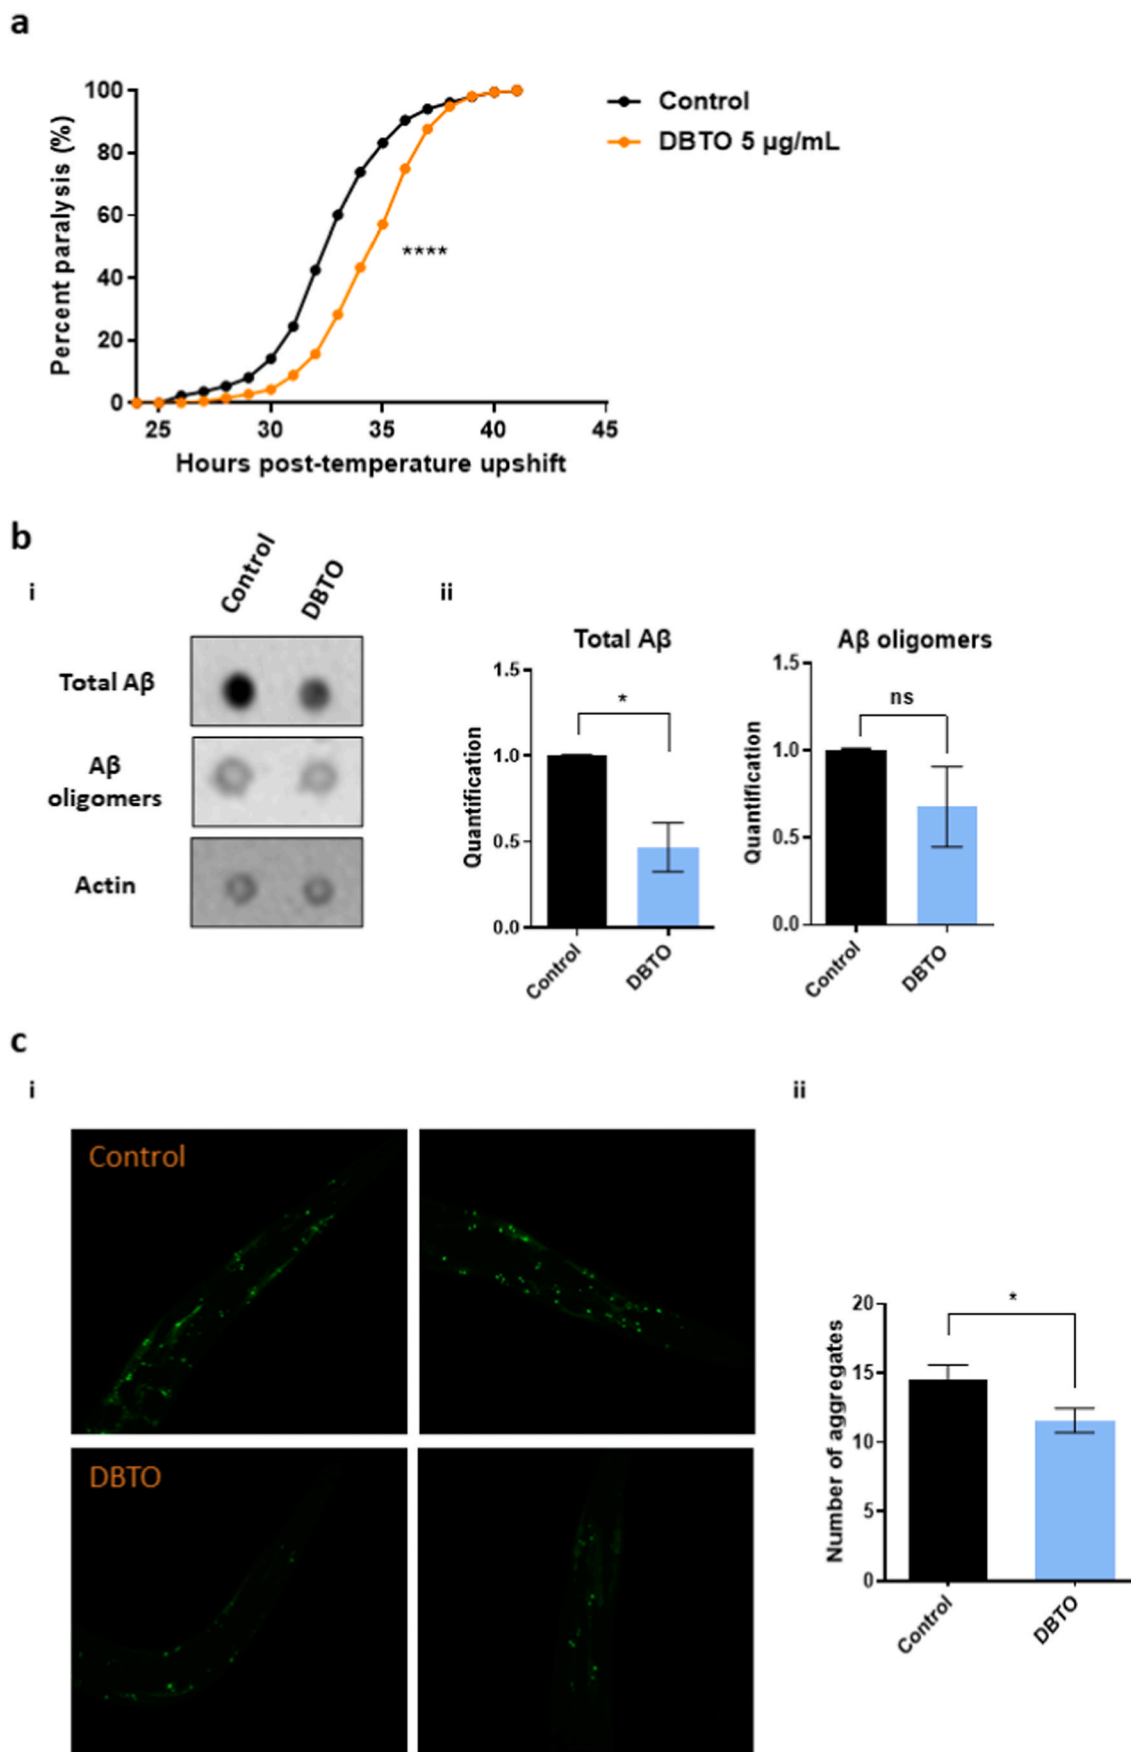 a
100
80
60
40
20
0
Percent paralysis (%)
25 30 35 40 45
Hours post-temperature upshift
Control
DBTO 5 µg/mL
****
b
i
Control
DBTO
Total Aβ
Aβ
oligomers
Actin
ii
Total Aβ
1.5
1.0
0.5
0.0
Quantification
*
Control
DBTO
Aβ oligomers
1.5
1.0
0.5
0.0
Quantification
ns
Control
DBTO
c
i
Control
DBTO
ii
20
15
10
5
0
Number of aggregates
*
Control
DBTO